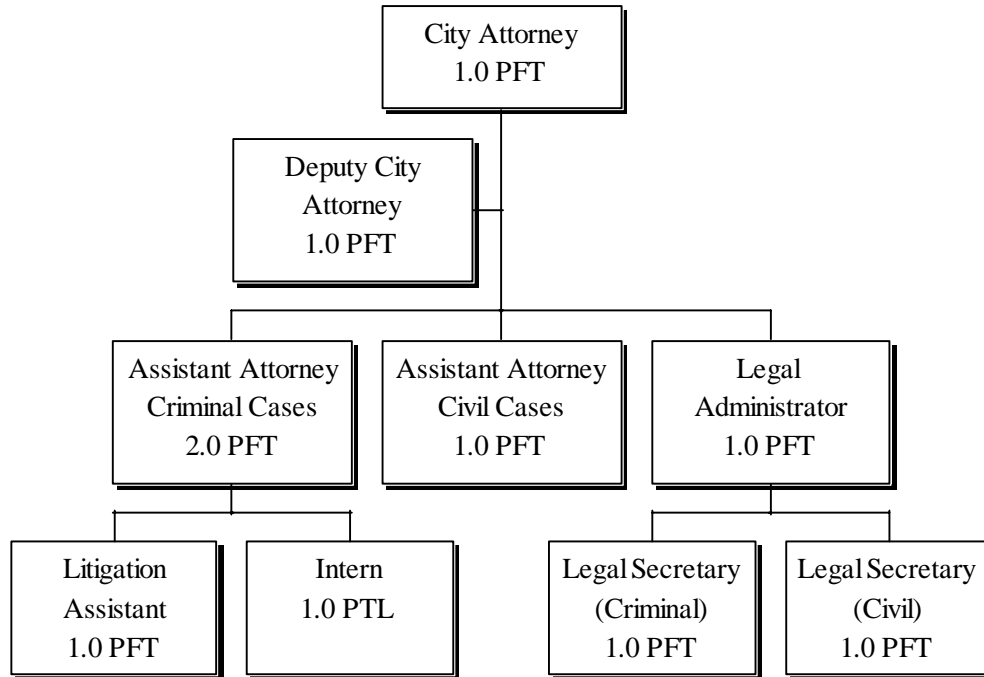 City Attorney
1.0 PFT
Deputy City
Attorney
1.0 PFT
Assistant Attorney
Criminal Cases
2.0 PFT
Assistant Attorney
Civil Cases
1.0 PFT
Legal
Administrator
1.0 PFT
Litigation
Assistant
1.0 PFT
Intern
1.0 PTL
Legal Secretary
(Criminal)
1.0 PFT
Legal Secretary
(Civil)
1.0 PFT